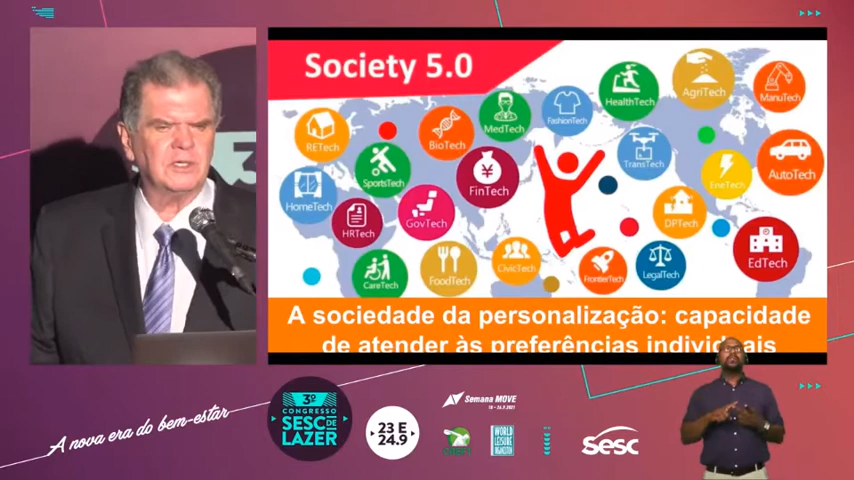 Society 5.0
RETech
BioTech
MedTech
FashionTech
HealthTech
AgriTech
ManuTech
SportsTech
FinTech
TransTech
EneTech
AutoTech
HomeTech
HRTech
GovTech
DPTech
EdTech
CareTech
FoodTech
CivicTech
FrontierTech
LegalTech
A sociedade da personalização: capacidade
de atender às preferências individuais
A nova era do bem-estar
3º
CONGRESSO
SESC DE
LAZER
23 E
24.9
Semana MOVE
WORLD
LEISURE
Sesc